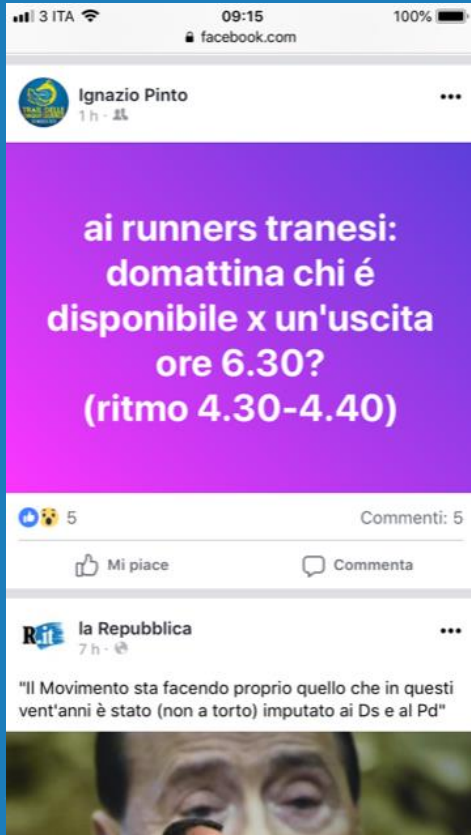 3 ITA 09:15 100%
facebook.com
Ignazio Pinto
1 h
ai runners tranesi:
domattina chi é
disponibile x un'uscita
ore 6.30?
(ritmo 4.30-4.40)
5 Commenti: 5
Mi piace Commenta
R.it la Repubblica
7 h
"Il Movimento sta facendo proprio quello che in questi
vent'anni è stato (non a torto) imputato ai Ds e al Pd"